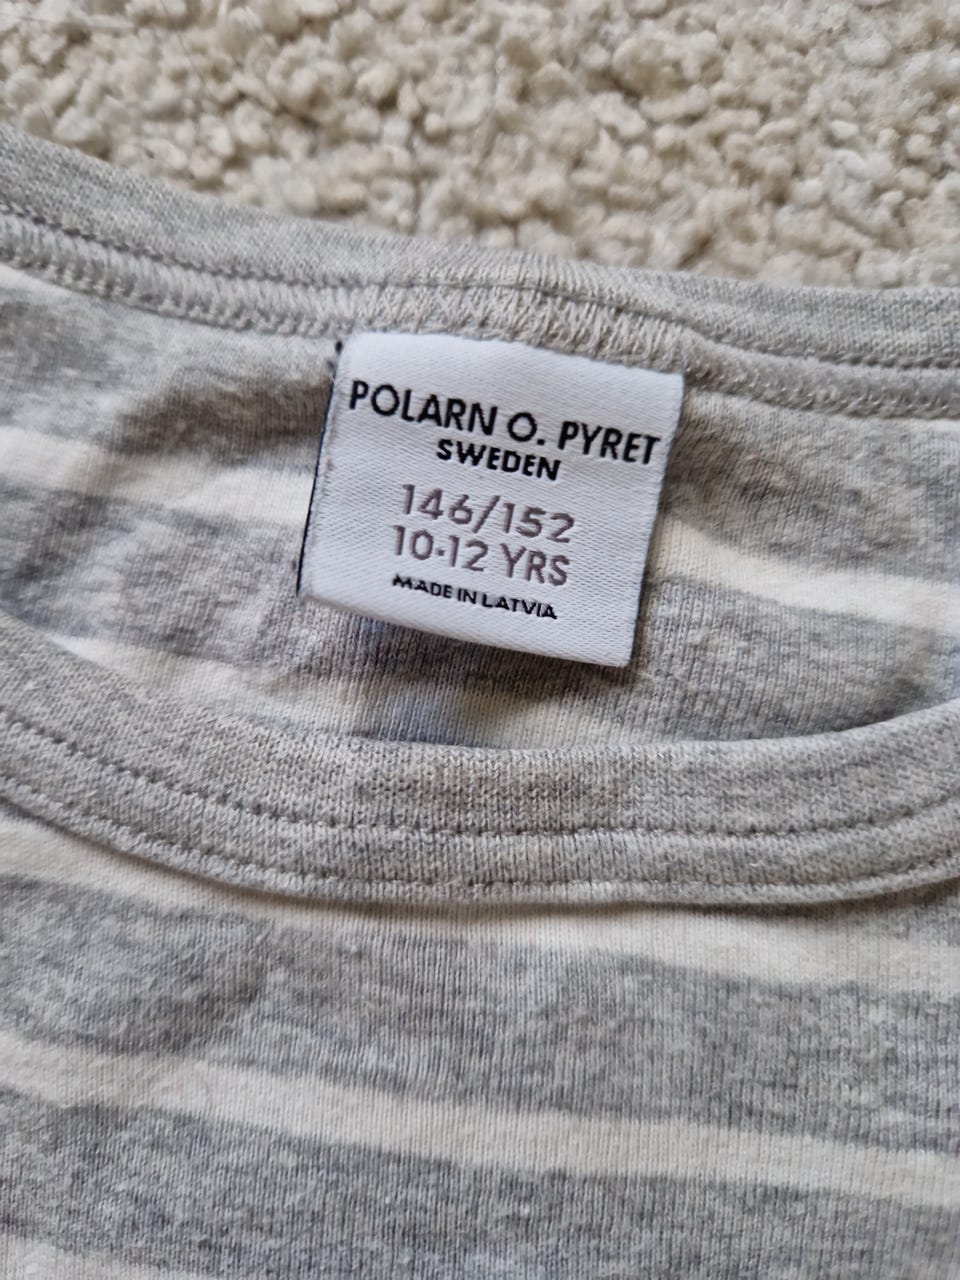 POLARN O. PYRET
SWEDEN
146/152
10-12 YRS
MADE IN LATVIA